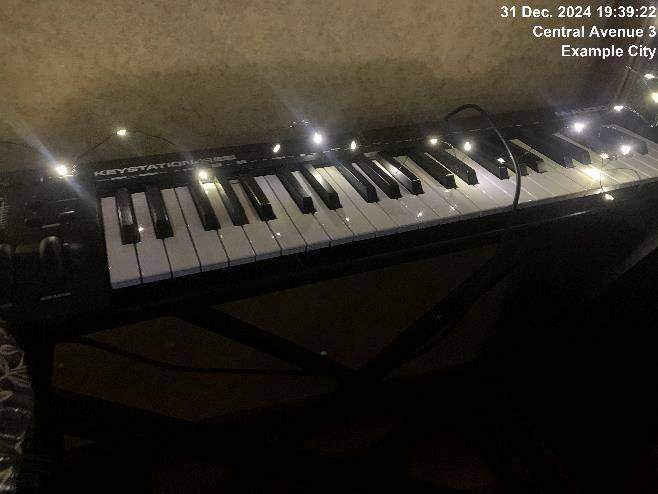 31 Dec. 2024 19:39:22
Central Avenue 3
Example City
KEYSTATION